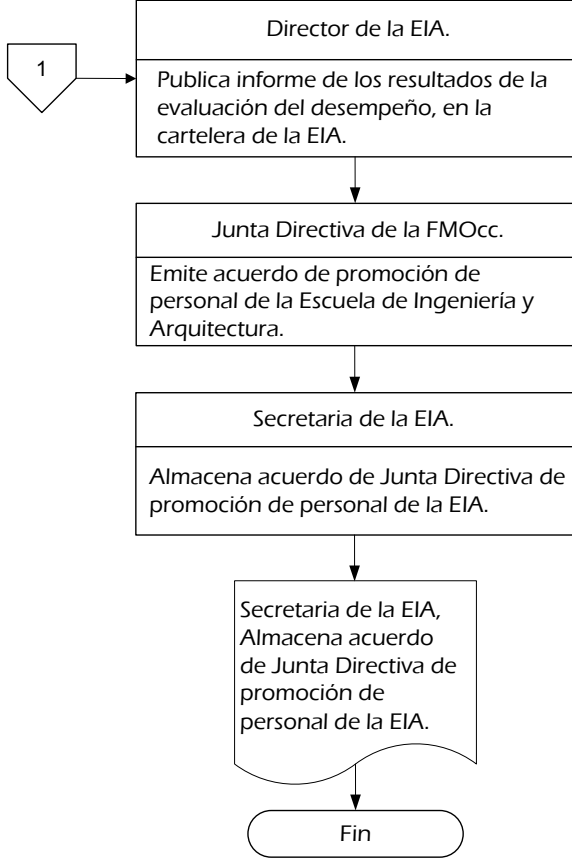 1
Director de la EIA.
Publica informe de los resultados de la
evaluación del desempeño, en la
cartelera de la EIA.
Junta Directiva de la FMOcc.
Emite acuerdo de promoción de
personal de la Escuela de Ingeniería y
Arquitectura.
Secretaria de la EIA.
Almacena acuerdo de Junta Directiva de
promoción de personal de la EIA.
Secretaria de la EIA,
Almacena acuerdo
de Junta Directiva de
promoción de
personal de la EIA.
Fin